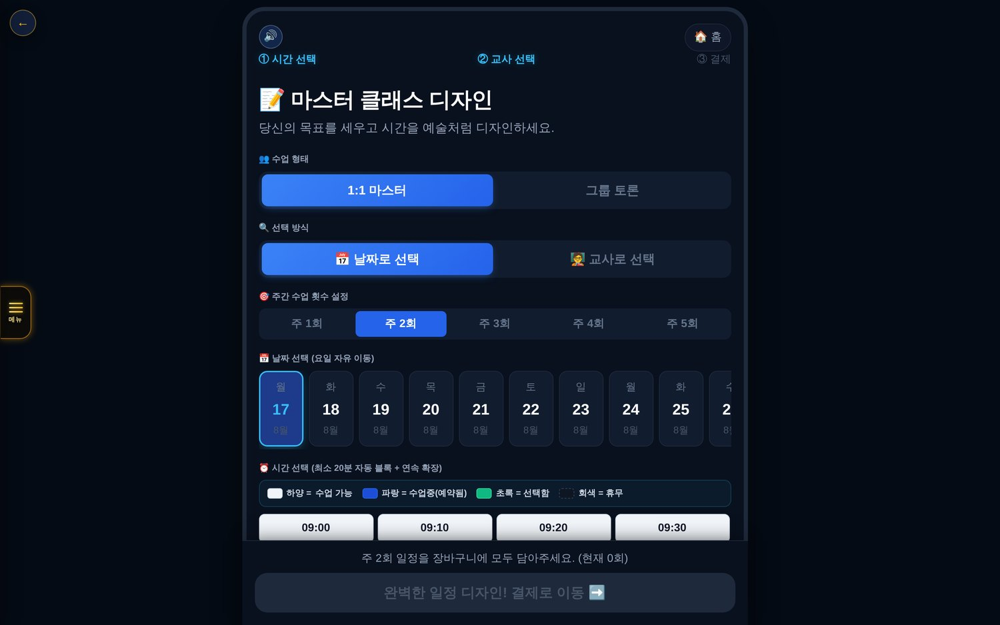 ←
홈
① 시간 선택 ② 교사 선택 ③ 결제
마스터 클래스 디자인
당신의 목표를 세우고 시간을 예술처럼 디자인하세요.
수업 형태
1:1 마스터 그룹 토론
선택 방식
날짜로 선택 교사로 선택
주간 수업 횟수 설정
메뉴
주 1회 주 2회 주 3회 주 4회 주 5회
날짜 선택 (요일 자유 이동)
월 화 수 목 금 토 일 월 화
17 18 19 20 21 22 23 24 25
8월 8월 8월 8월 8월 8월 8월 8월 8월
시간 선택 (최소 20분 자동 블록 + 연속 확장)
하양 = 수업 가능 파랑 = 수업중(예약됨) 초록 = 선택함 회색 = 휴무
09:00 09:10 09:20 09:30
주 2회 일정을 장바구니에 모두 담아주세요. (현재 0회)
완벽한 일정 디자인! 결제로 이동 ➡